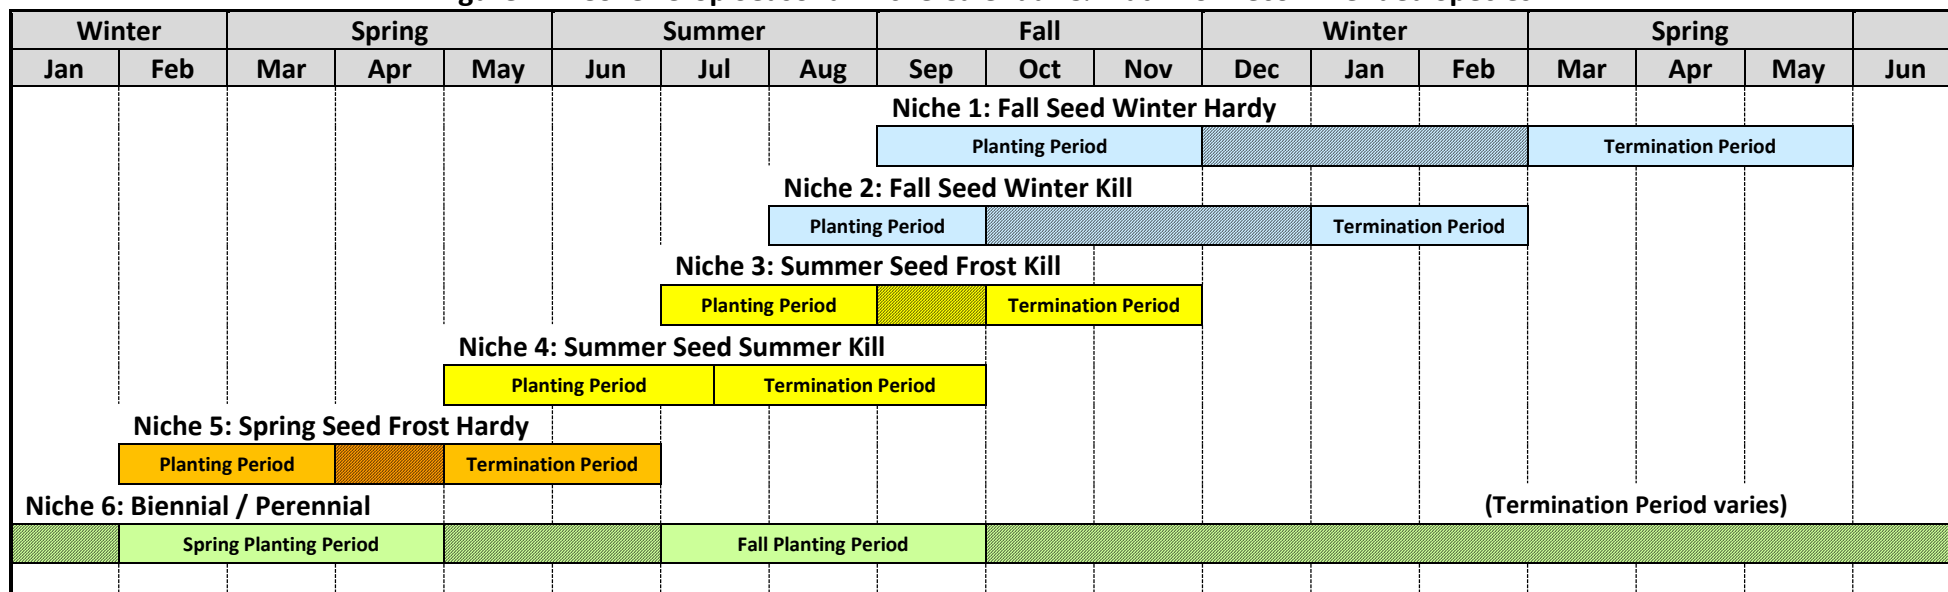 Winter Spring Summer Fall Winter Spring
Jan Feb Mar Apr May Jun Jul Aug Sep Oct Nov Dec Jan Feb Mar Apr May Jun
Niche 1: Fall Seed Winter Hardy
Planting Period Termination Period
Niche 2: Fall Seed Winter Kill
Planting Period Termination Period
Niche 3: Summer Seed Frost Kill
Planting Period Termination Period
Niche 4: Summer Seed Summer Kill
Planting Period Termination Period
Niche 5: Spring Seed Frost Hardy
Planting Period Termination Period
Niche 6: Biennial / Perennial (Termination Period varies)
Spring Planting Period Fall Planting Period